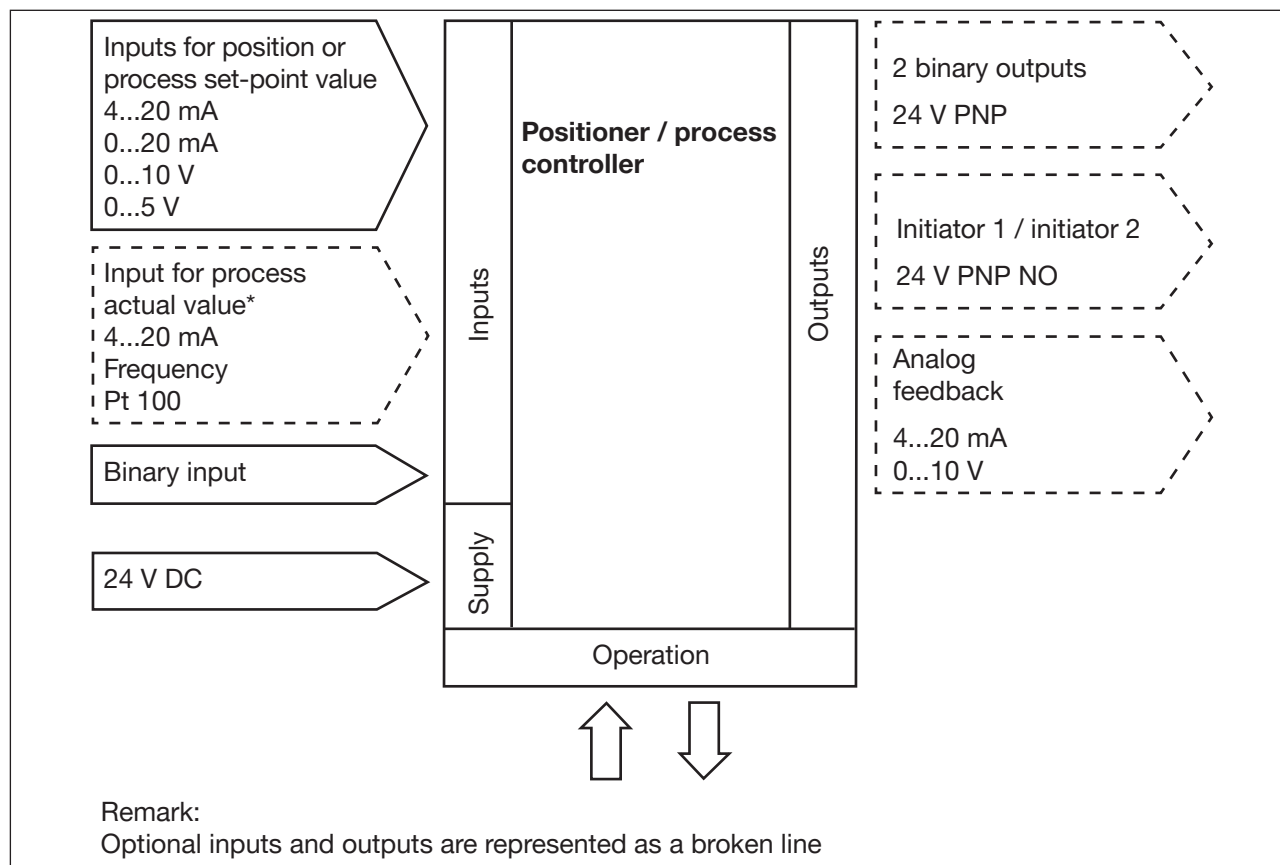 Inputs for position or
process set-point value
4...20 mA
0...20 mA
0...10 V
0...5 V
Input for process
actual value*
4...20 mA
Frequency
Pt 100
Binary input
24 V DC
Inputs
Supply
Positioner / process
controller
Outputs
Operation
2 binary outputs
24 V PNP
Initiator 1 / initiator 2
24 V PNP NO
Analog
feedback
4...20 mA
0...10 V
Remark:
Optional inputs and outputs are represented as a broken line